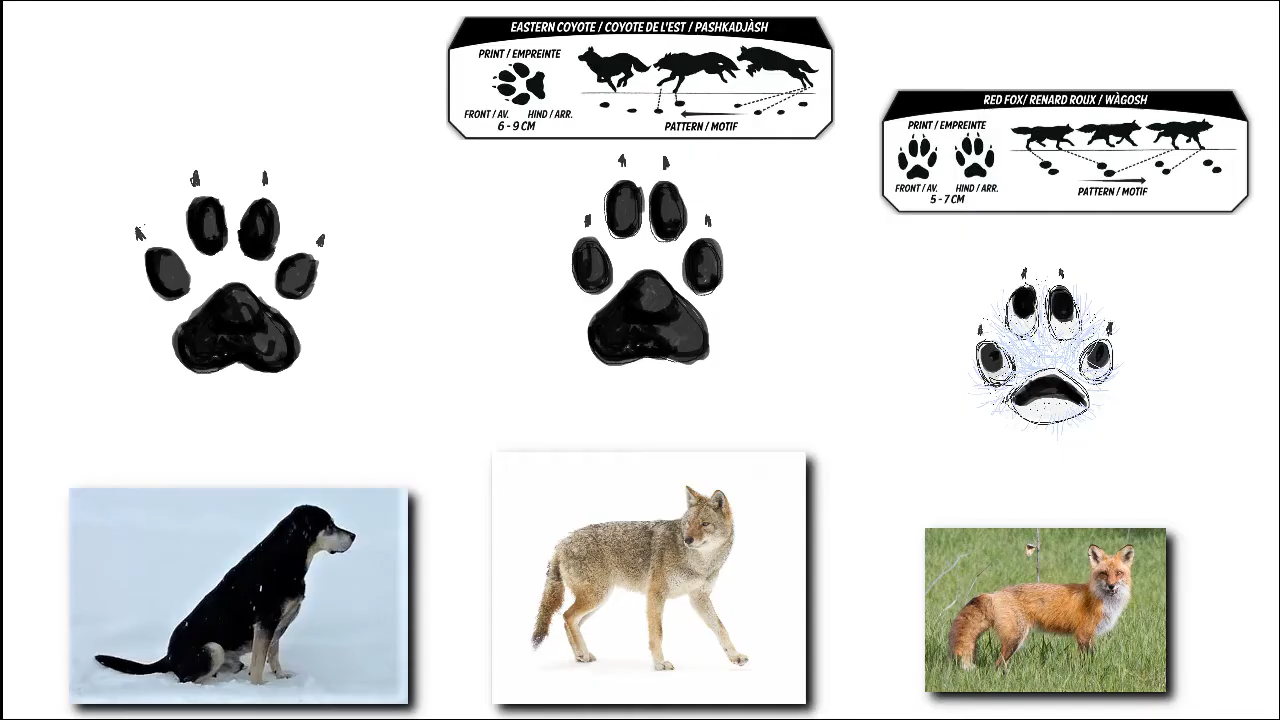 EASTERN COYOTE / COYOTE DE L'EST / PASHKADJÀSH
PRINT / EMPREINTE
FRONT / AV. HIND / ARR.
6 - 9 CM
PATTERN / MOTIF
RED FOX/ RENARD ROUX / WÀGOSH
PRINT / EMPREINTE
FRONT / AV. HIND / ARR.
5 - 7 CM
PATTERN / MOTIF